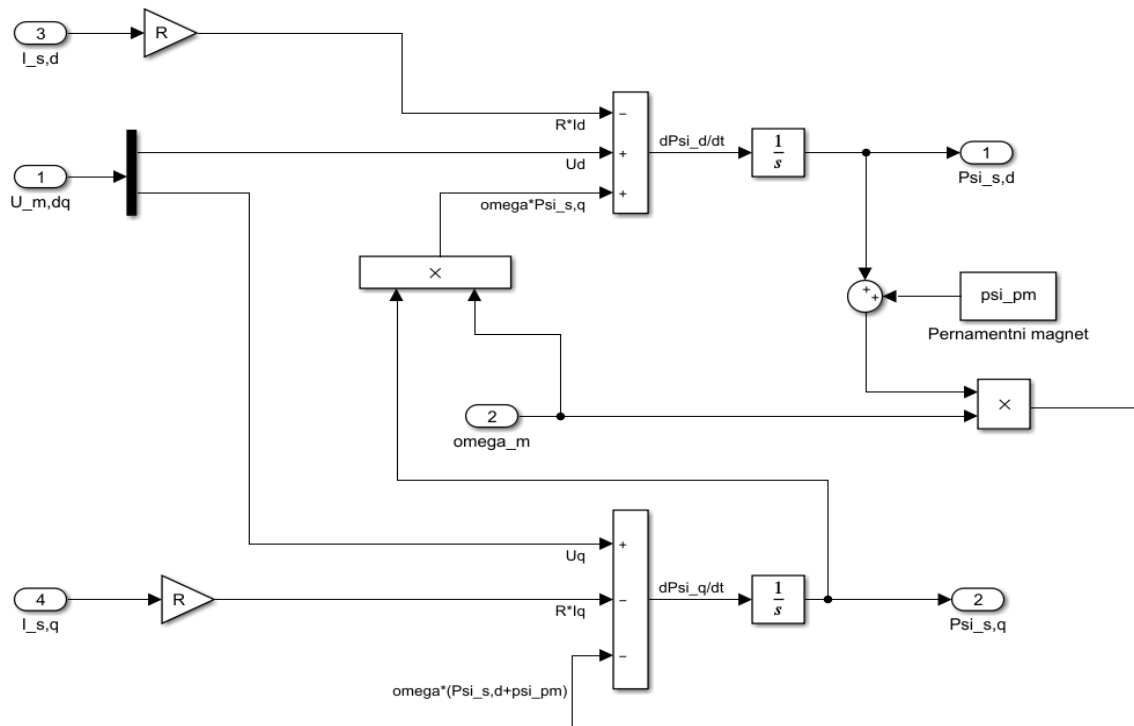 3
I_s,d
R
R*Id
−
1
U_m,dq
Ud
+
omega*Psi_s,q
+
dPsi_d/dt
1
s
1
Psi_s,d
×
+
+
psi_pm
Pernamentni magnet
2
omega_m
×
Uq
+
4
I_s,q
R
R*Iq
−
dPsi_q/dt
1
s
2
Psi_s,q
−
omega*(Psi_s,d+psi_pm)